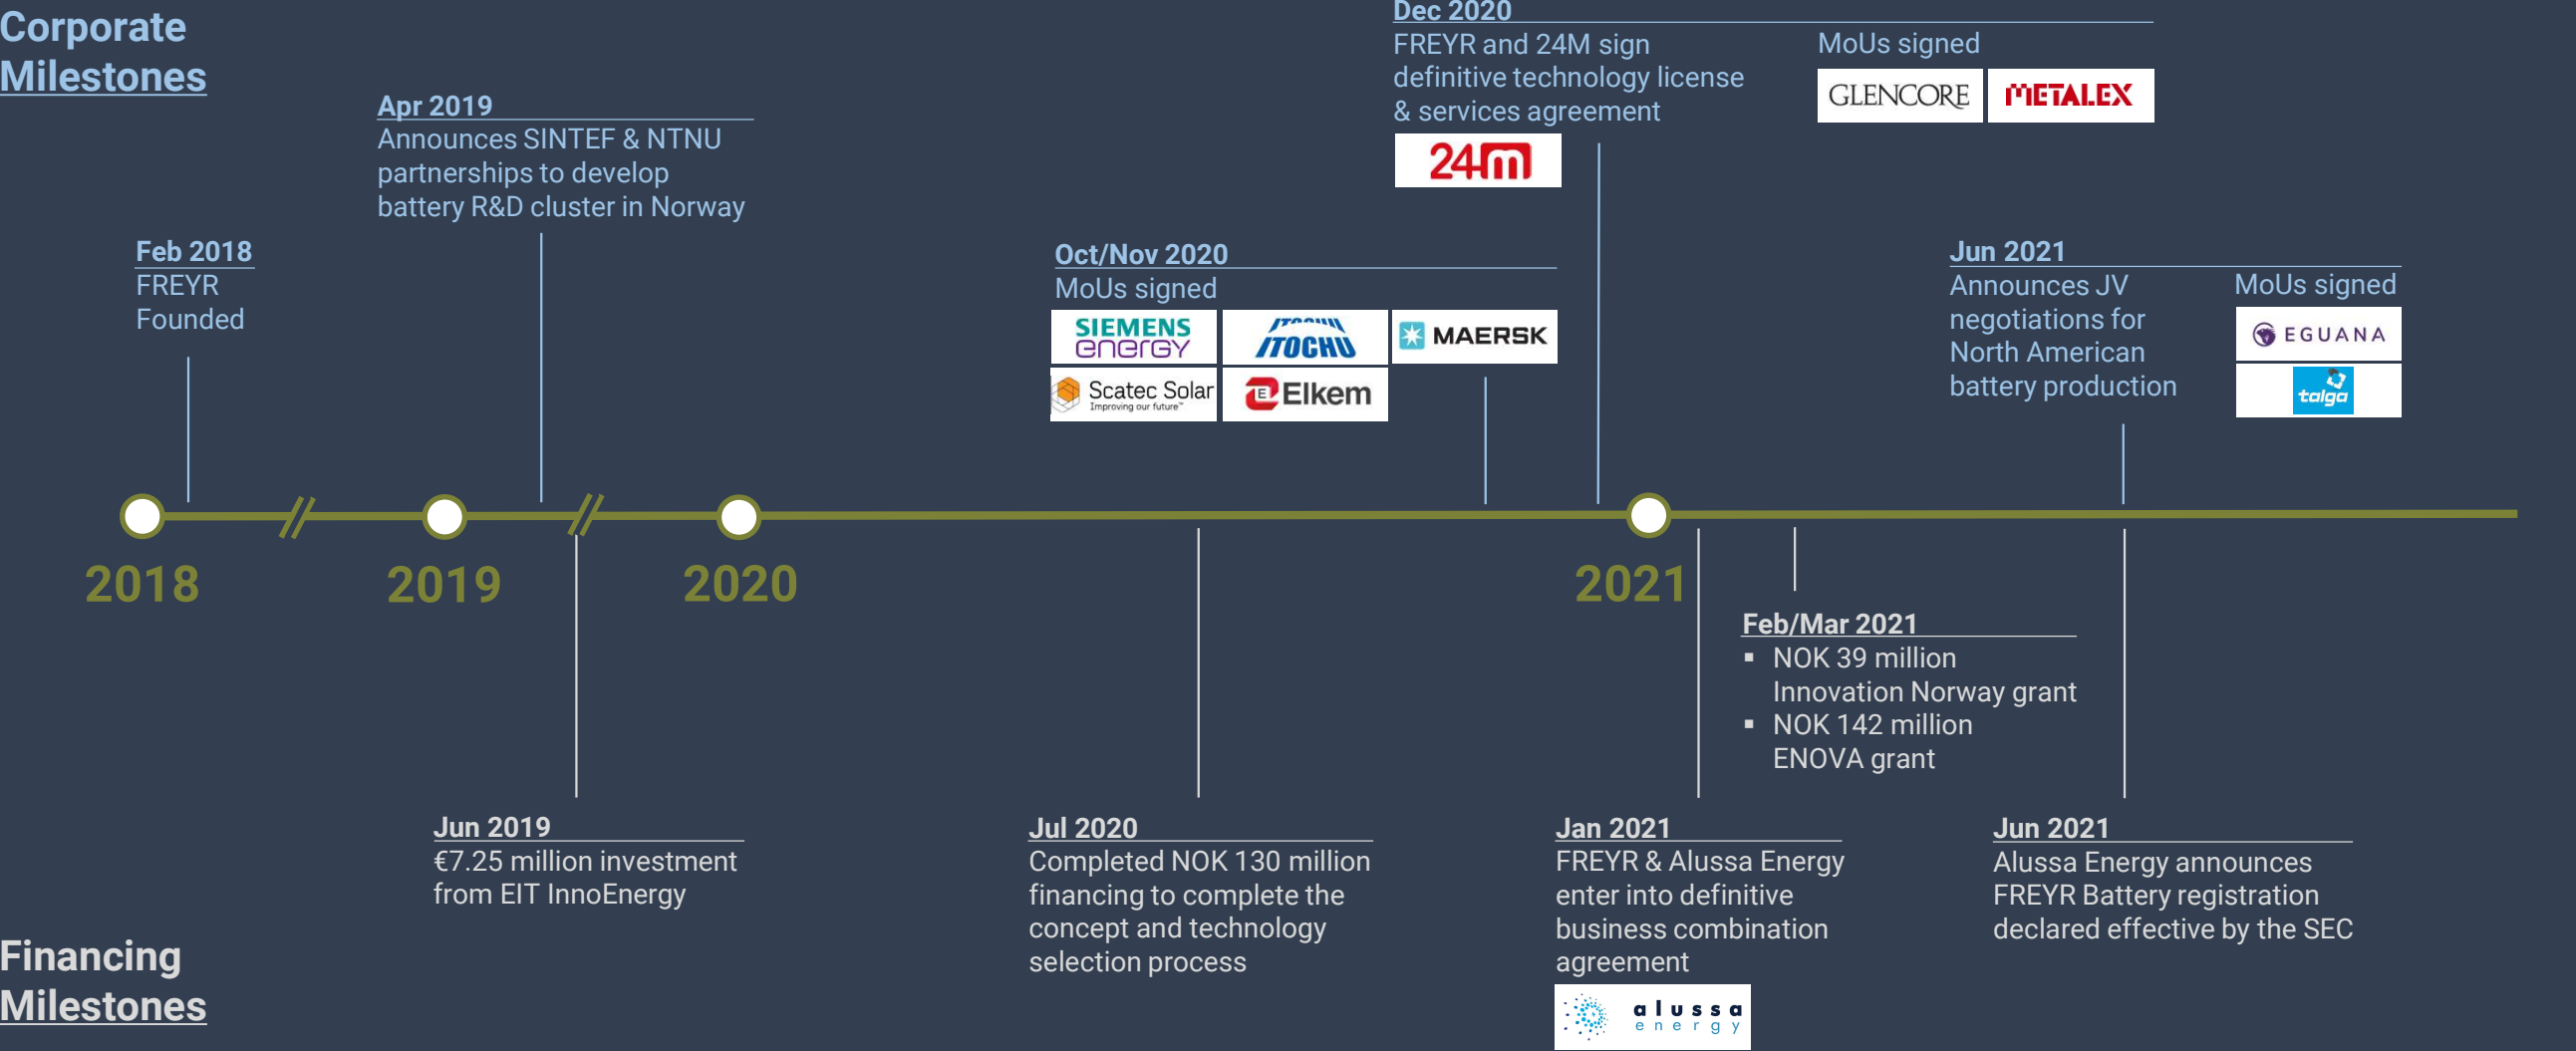 Corporate
Milestones
Feb 2018
FREYR
Founded
Apr 2019
Announces SINTEF & NTNU
partnerships to develop
battery R&D cluster in Norway
Oct/Nov 2020
MoUs signed
SIEMENS
energy
ITOCHU
ITOCHU
MAERSK
Scatec Solar
Improving our future™
E Elkem
Dec 2020
FREYR and 24M sign
definitive technology license
& services agreement
24m
MoUs signed
GLENCORE
METALEX
Jun 2021
Announces JV
negotiations for
North American
battery production
MoUs signed
EGUANA
talga
2018
2019
2020
2021
Jun 2019
€7.25 million investment
from EIT InnoEnergy
Jul 2020
Completed NOK 130 million
financing to complete the
concept and technology
selection process
Jan 2021
FREYR & Alussa Energy
enter into definitive
business combination
agreement
alussa
energy
Feb/Mar 2021
▪ NOK 39 million
Innovation Norway grant
▪ NOK 142 million
ENOVA grant
Jun 2021
Alussa Energy announces
FREYR Battery registration
declared effective by the SEC
Financing
Milestones